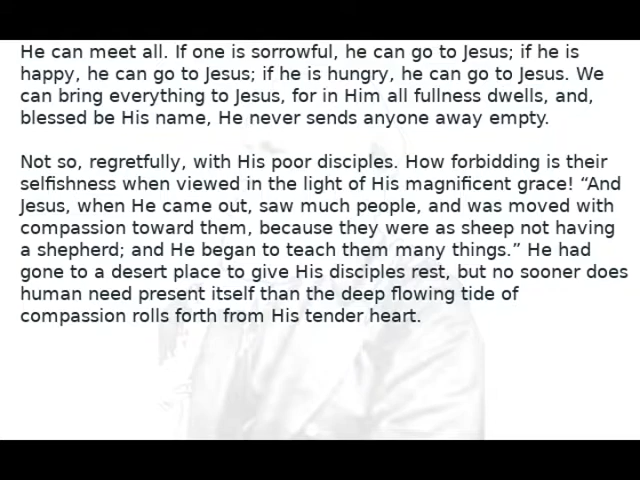 He can meet all. If one is sorrowful, he can go to Jesus; if he is
happy, he can go to Jesus; if he is hungry, he can go to Jesus. We
can bring everything to Jesus, for in Him all fullness dwells, and,
blessed be His name, He never sends anyone away empty.
Not so, regretfully, with His poor disciples. How forbidding is their
selfishness when viewed in the light of His magnificent grace! “And
Jesus, when He came out, saw much people, and was moved with
compassion toward them, because they were as sheep not having
a shepherd; and He began to teach them many things.” He had
gone to a desert place to give His disciples rest, but no sooner does
human need present itself than the deep flowing tide of
compassion rolls forth from His tender heart.